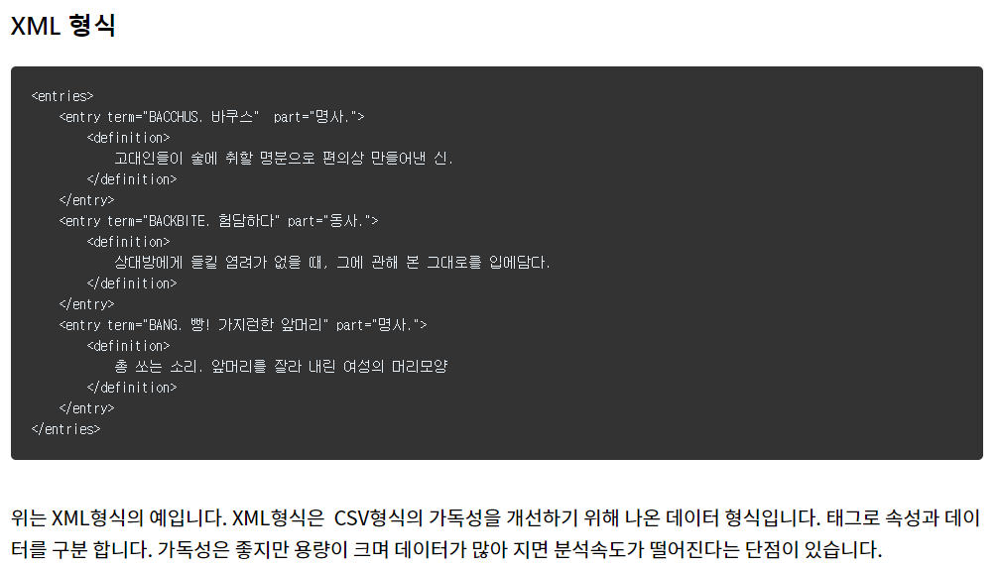 XML 형식
<entries>
<entry term="BACCHUS. 바쿠스"  part="명사.">
<definition>
고대인들이 술에 취할 명분으로 편의상 만들어낸 신.
</definition>
</entry>
<entry term="BACKBITE. 험담하다" part="동사.">
<definition>
상대방에게 들킬 염려가 없을 때, 그에 관해 본 그대로를 입에담다.
</definition>
</entry>
<entry term="BANG. 빵! 가지런한 앞머리" part="명사.">
<definition>
총 쏘는 소리. 앞머리를 잘라 내린 여성의 머리모양
</definition>
</entry>
</entries>
위는 XML형식의 예입니다. XML형식은  CSV형식의 가독성을 개선하기 위해 나온 데이터 형식입니다. 태그로 속성과 데이
터를 구분 합니다. 가독성은 좋지만 용량이 크며 데이터가 많아 지면 분석속도가 떨어진다는 단점이 있습니다.